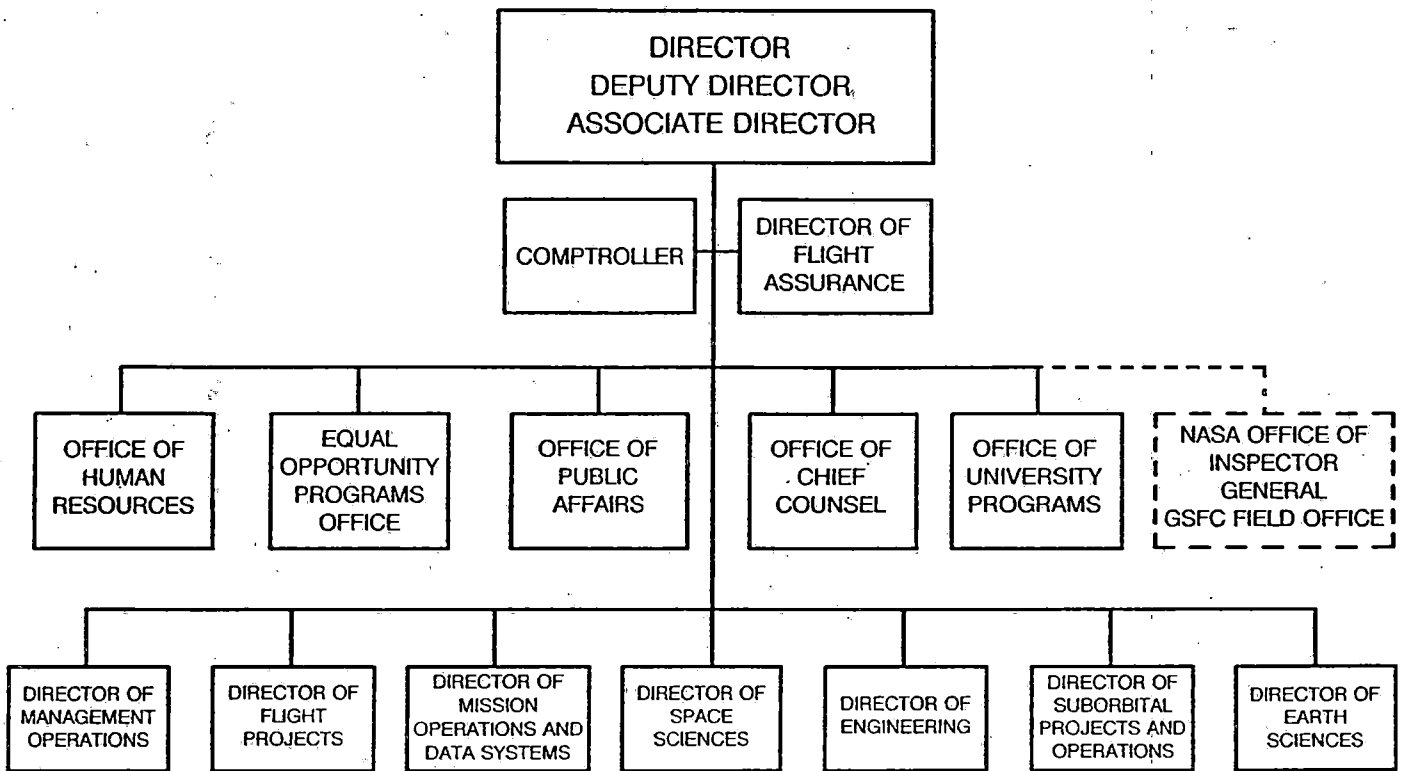 DIRECTOR
DEPUTY DIRECTOR
ASSOCIATE DIRECTOR
COMPTROLLER
DIRECTOR OF
FLIGHT
ASSURANCE
OFFICE OF
HUMAN
RESOURCES
EQUAL
OPPORTUNITY
PROGRAMS
OFFICE
OFFICE OF
PUBLIC
AFFAIRS
OFFICE OF
CHIEF
COUNSEL
OFFICE OF
UNIVERSITY
PROGRAMS
NASA OFFICE OF
INSPECTOR
GENERAL
GSFC FIELD OFFICE
DIRECTOR OF
MANAGEMENT
OPERATIONS
DIRECTOR OF
FLIGHT
PROJECTS
DIRECTOR OF
MISSION
OPERATIONS AND
DATA SYSTEMS
DIRECTOR OF
SPACE
SCIENCES
DIRECTOR OF
ENGINEERING
DIRECTOR OF
SUBORBITAL
PROJECTS AND
OPERATIONS
DIRECTOR OF
EARTH
SCIENCES